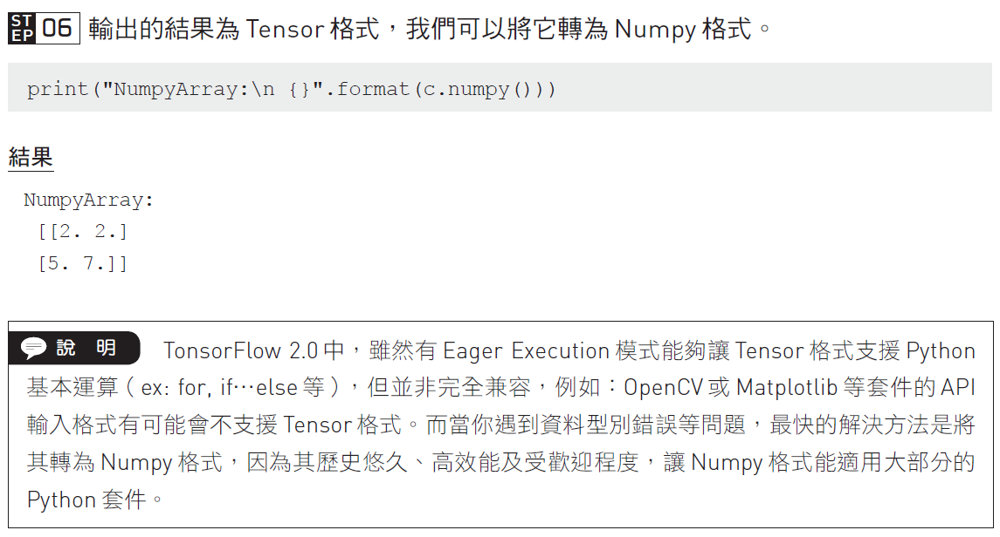 STEP 06 輸出的結果為 Tensor 格式，我們可以將它轉為 Numpy 格式。
print("NumpyArray:\n {}".format(c.numpy()))
結果
NumpyArray:
[[2. 2.]
[5. 7.]]
說 明 TonsorFlow 2.0 中，雖然有 Eager Execution 模式能夠讓 Tensor 格式支援 Python
基本運算（ex: for, if…else 等），但並非完全兼容，例如：OpenCV 或 Matplotlib 等套件的 API
輸入格式有可能會不支援 Tensor 格式。而當你遇到資料型別錯誤等問題，最快的解決方法是將
其轉為 Numpy 格式，因為其歷史悠久、高效能及受歡迎程度，讓 Numpy 格式能適用大部分的
Python 套件。